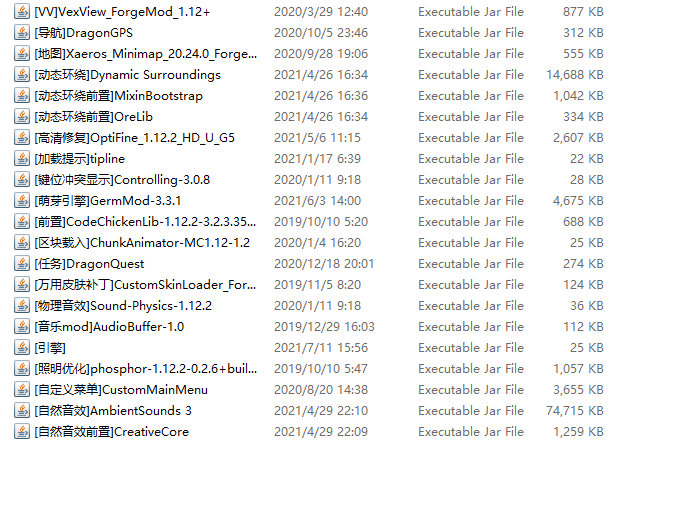 [VV]VexView_ForgeMod_1.12+ 2020/3/29 12:40 Executable Jar File 877 KB
[导航]DragonGPS 2020/10/5 23:46 Executable Jar File 312 KB
[地图]Xaeros_Minimap_20.24.0_Forge... 2020/9/28 19:06 Executable Jar File 555 KB
[动态环绕]Dynamic Surroundings 2021/4/26 16:34 Executable Jar File 14,688 KB
[动态环绕前置]MixinBootstrap 2021/4/26 16:36 Executable Jar File 1,042 KB
[动态环绕前置]OreLib 2021/4/26 16:34 Executable Jar File 334 KB
[高清修复]OptiFine_1.12.2_HD_U_G5 2021/5/6 11:15 Executable Jar File 2,607 KB
[加载提示]tipline 2021/1/17 6:39 Executable Jar File 22 KB
[键位冲突显示]Controlling-3.0.8 2020/1/11 9:18 Executable Jar File 28 KB
[萌芽引擎]GermMod-3.3.1 2021/6/3 14:00 Executable Jar File 4,675 KB
[前置]CodeChickenLib-1.12.2-3.2.3.35... 2019/10/10 5:20 Executable Jar File 688 KB
[区块载入]ChunkAnimator-MC1.12-1.2 2020/1/4 16:20 Executable Jar File 25 KB
[任务]DragonQuest 2020/12/18 20:01 Executable Jar File 274 KB
[万用皮肤补丁]CustomSkinLoader_For... 2019/11/5 8:20 Executable Jar File 124 KB
[物理音效]Sound-Physics-1.12.2 2020/1/11 9:18 Executable Jar File 36 KB
[音乐mod]AudioBuffer-1.0 2019/12/29 16:03 Executable Jar File 112 KB
[引擎] 2021/7/11 15:56 Executable Jar File 25 KB
[照明优化]phosphor-1.12.2-0.2.6+buil... 2019/10/10 5:47 Executable Jar File 1,057 KB
[自定义菜单]CustomMainMenu 2020/8/20 14:38 Executable Jar File 3,655 KB
[自然音效]AmbientSounds 3 2021/4/29 22:10 Executable Jar File 74,715 KB
[自然音效前置]CreativeCore 2021/4/29 22:09 Executable Jar File 1,259 KB